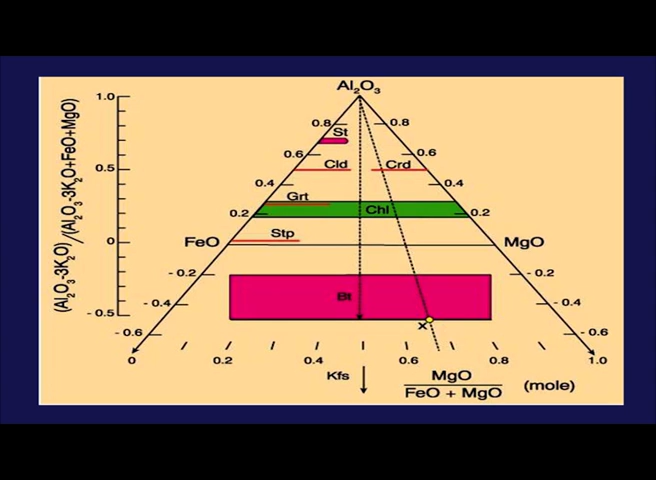 Al₂O₃
(Al₂O₃-3K₂O)/(Al₂O₃-3K₂O+FeO+MgO)
1.0
0.5
0
- 0.5
0.8 0.8
St
0.6 0.6
Cld Crd
0.4 0.4
Grt
0.2 Chl 0.2
Stp
FeO MgO
- 0.2 - 0.2
Bt
- 0.4 - 0.4
x
- 0.6 - 0.6
0 0.2 0.4 0.6 0.8 1.0
Kfs
MgO
FeO + MgO
(mole)